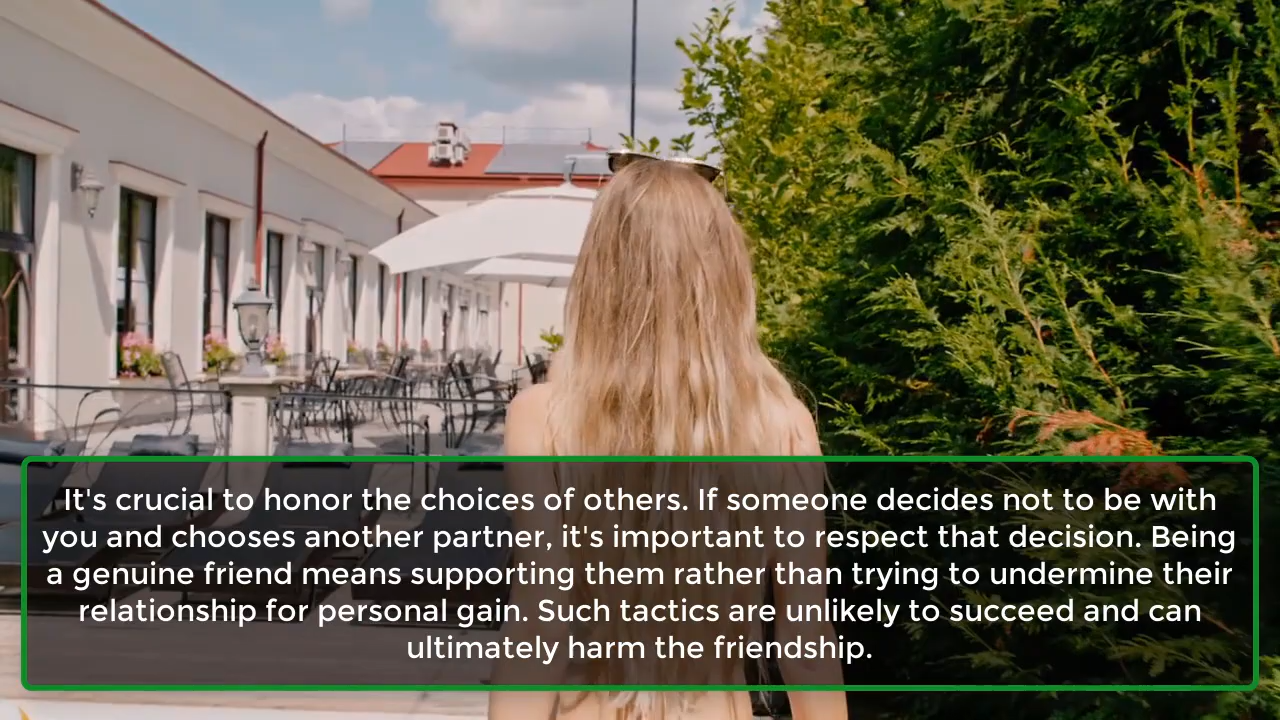 It's crucial to honor the choices of others. If someone decides not to be with
you and chooses another partner, it's important to respect that decision. Being
a genuine friend means supporting them rather than trying to undermine their
relationship for personal gain. Such tactics are unlikely to succeed and can
ultimately harm the friendship.